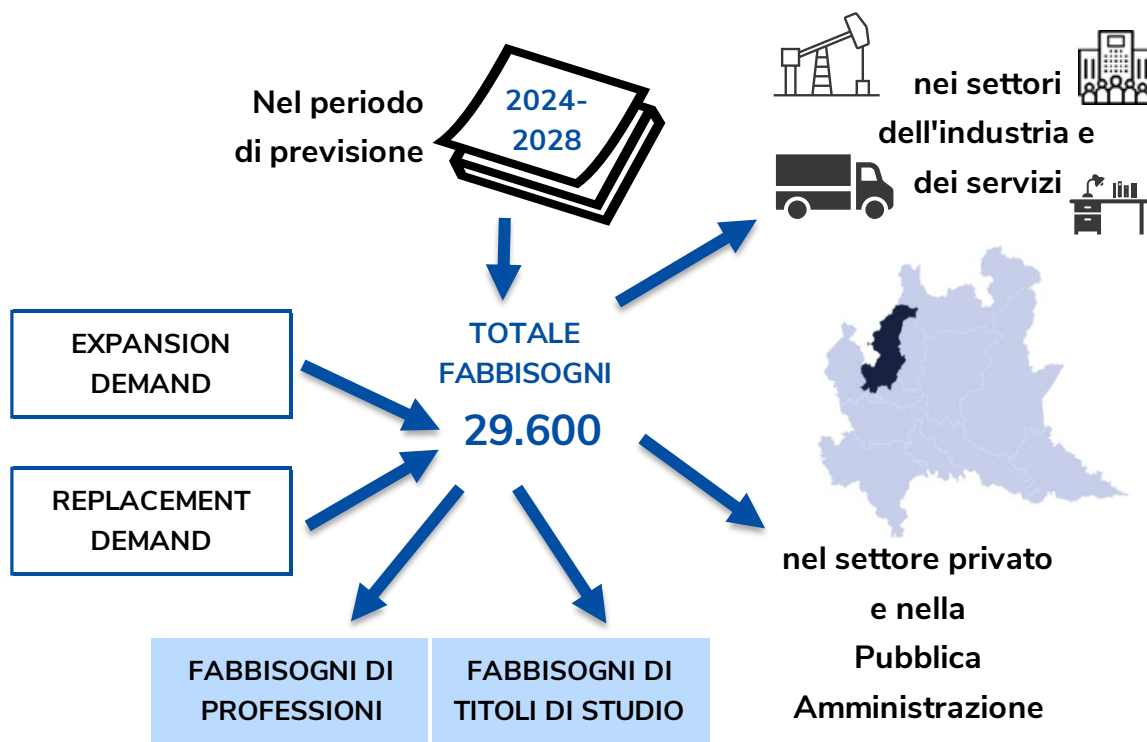 Nel periodo
di previsione
2024-
2028
nei settori
dell'industria e
dei servizi
EXPANSION
DEMAND
TOTALE
FABBISOGNI
29.600
REPLACEMENT
DEMAND
nel settore privato
e nella
Pubblica
Amministrazione
FABBISOGNI DI
PROFESSIONI
FABBISOGNI DI
TITOLI DI STUDIO